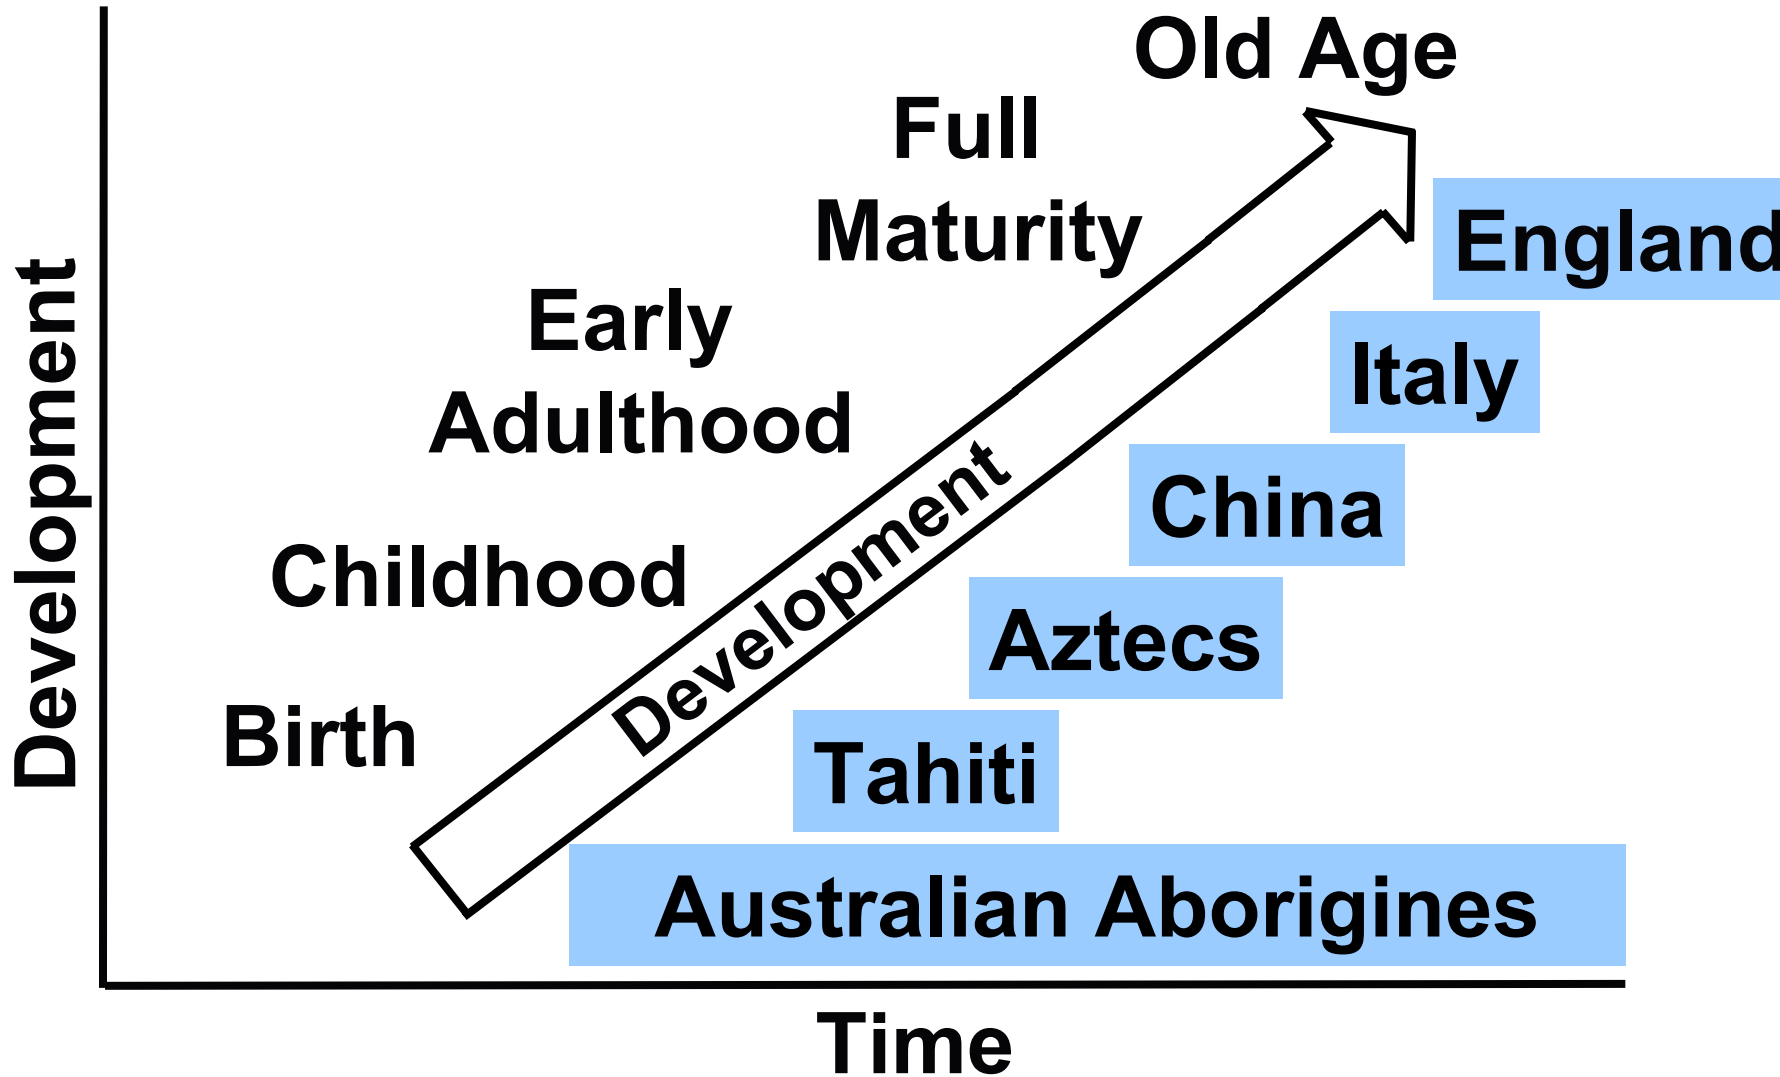 Old Age
Full
Maturity
England
Early
Adulthood
Italy
Development
China
Childhood
Development
Aztecs
Birth
Tahiti
Australian Aborigines
Time